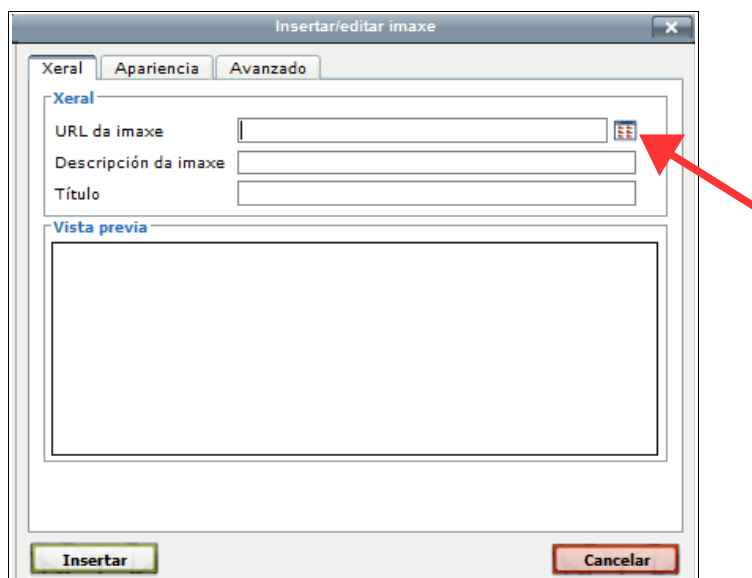 Insertar/editar imaxe
Xeral Apariencia Avanzado
Xeral
URL da imaxe
Descripción da imaxe
Título
Vista previa
Insertar Cancelar